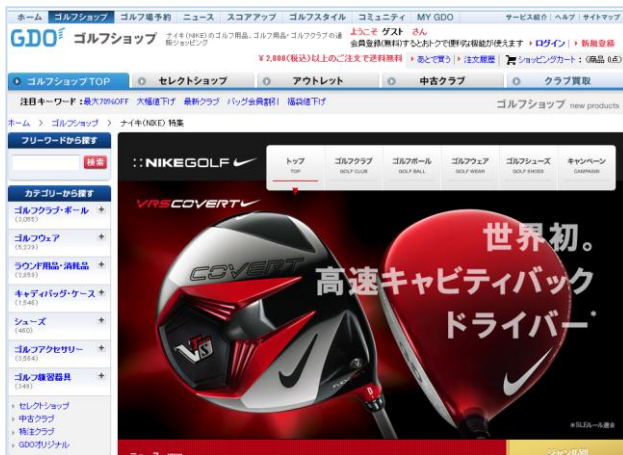 ホーム ゴルフショップ ゴルフ場予約 ニュース スコアアップ ゴルフスタイル コミュニティ MY GDO サービス紹介 ヘルプ サイトマップ
GDO ゴルフショップ
ナイキ(NIKE)のゴルフ用品、ゴルフ用品・ゴルフクラブの通販ショッピング
ようこそ ゲスト さん
会員登録(無料)するとおトクで便利な機能が使えます ログイン 新規登録
¥2,000(税込)以上のご注文で送料無料 あとで買う 注文履歴 ショッピングカート: (商品 0点)
ゴルフショップTOP セレクトショップ アウトレット 中古クラブ クラブ買取
注目キーワード:最大70%OFF 大幅値下げ 最新クラブ バッグ会員割引 福袋値下げ
ゴルフショップ new products
ホーム > ゴルフショップ > ナイキ(NIKE) 特集
フリーワードから探す
検索
カテゴリーから探す
ゴルフクラブ・ボール +
ゴルフウェア +
ラウンド用品・消耗品 +
キャディバッグ・ケース +
(1,546)
シューズ +
(460)
ゴルフアクセサリー +
(3,564)
ゴルフ練習器具 +
(349)
セレクトショップ
中古クラブ
特注クラブ
GDOオリジナル
NIKEGOLF
トップ ゴルフクラブ ゴルフボール ゴルフウェア ゴルフシューズ キャンペーン
TOP GOLF CLUB GOLF BALL GOLF WEAR GOLF SHOES CAMPAIGN
VRSCOVERT
COVERT
VRS
世界初。
高速キャビティバック
ドライバー*
*SLEルール適合
ニュース
ジャンル別